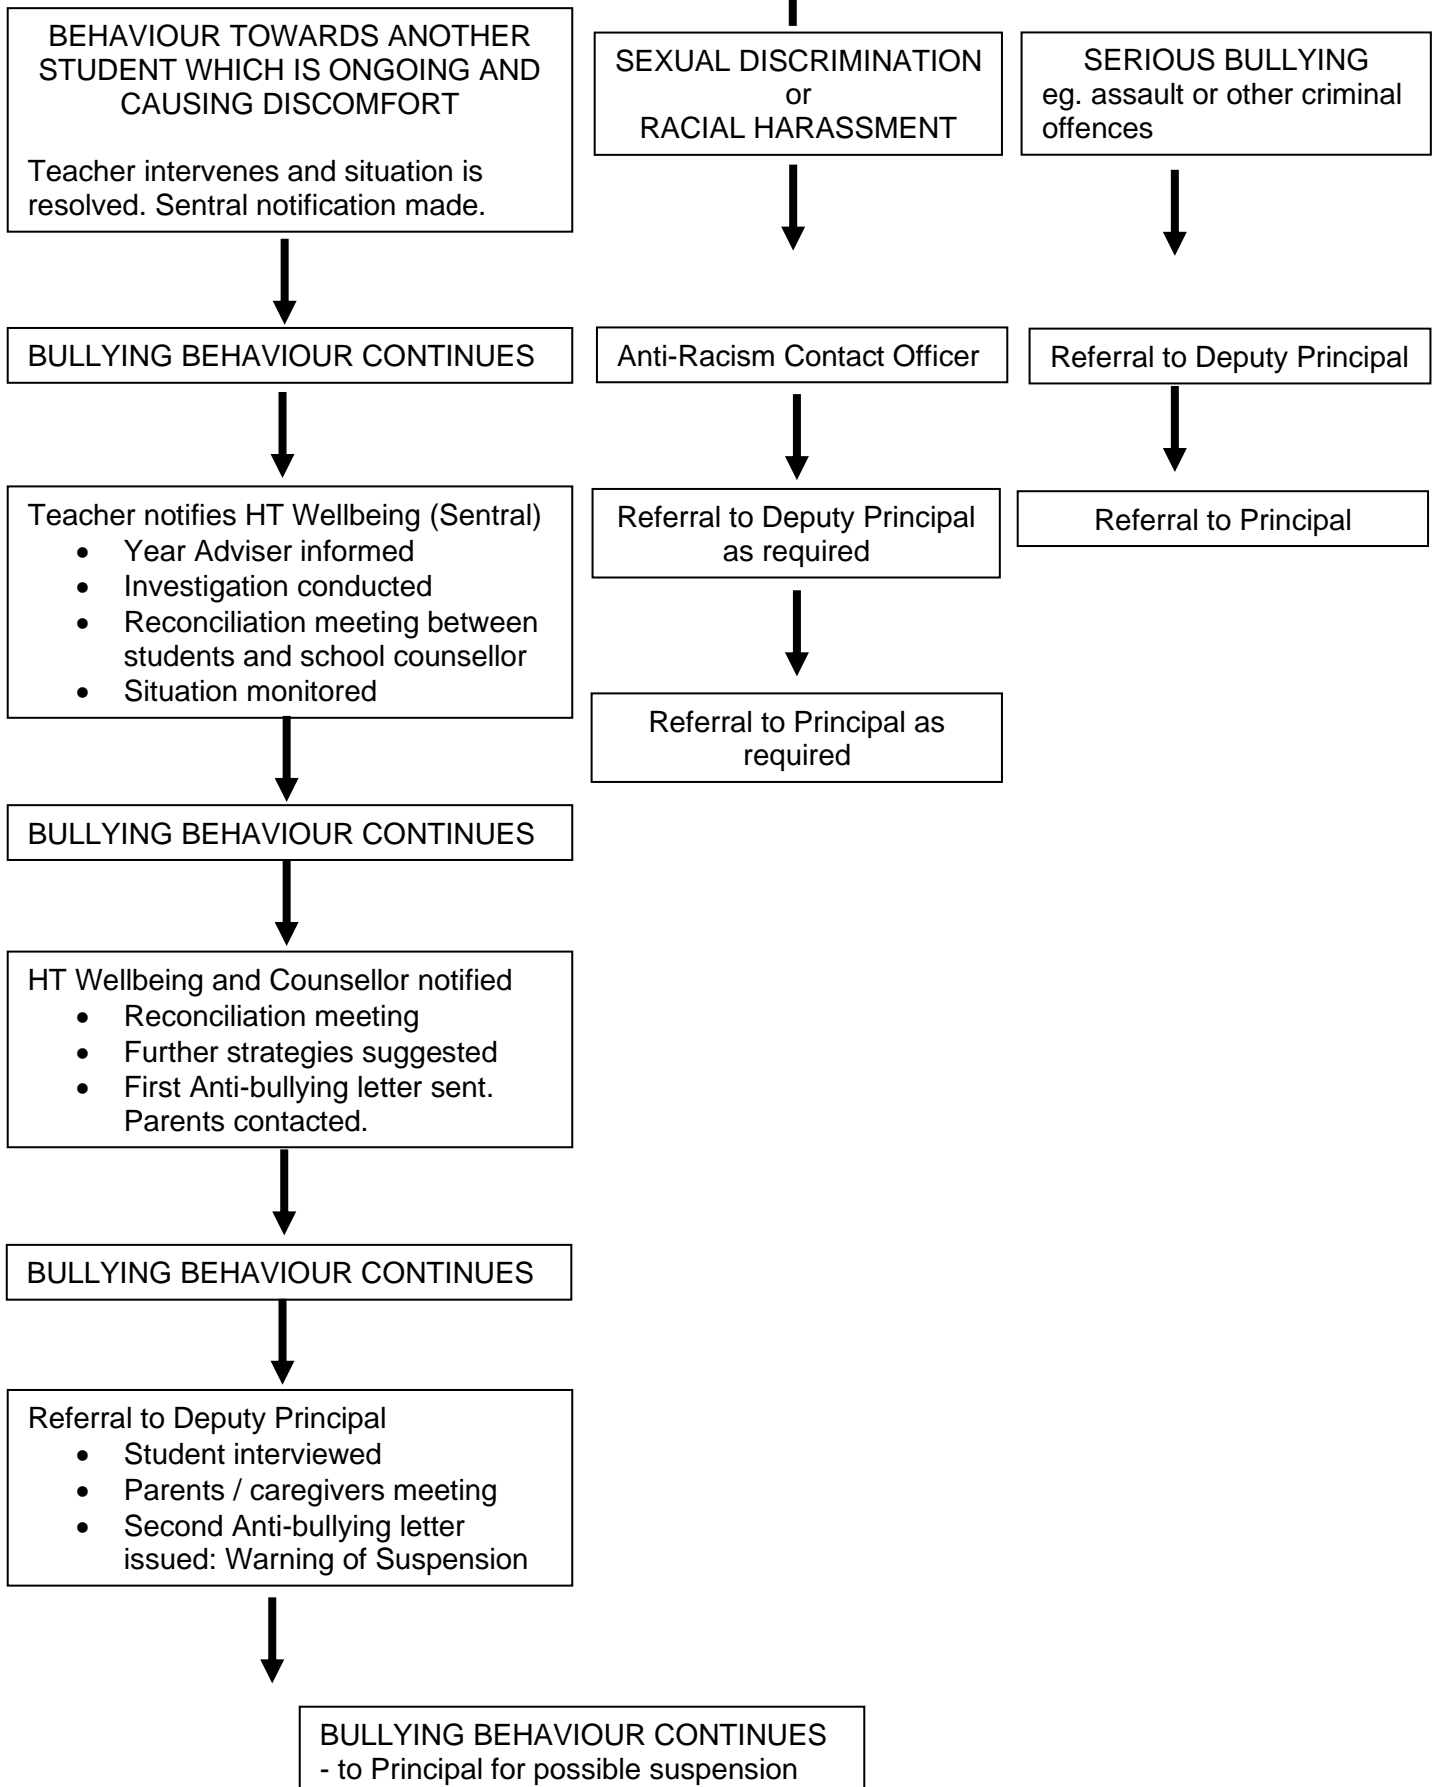 BEHAVIOUR TOWARDS ANOTHER
STUDENT WHICH IS ONGOING AND
CAUSING DISCOMFORT
Teacher intervenes and situation is
resolved. Sentral notification made.
BULLYING BEHAVIOUR CONTINUES
Teacher notifies HT Wellbeing (Sentral)
• Year Adviser informed
• Investigation conducted
• Reconciliation meeting between
students and school counsellor
• Situation monitored
BULLYING BEHAVIOUR CONTINUES
HT Wellbeing and Counsellor notified
• Reconciliation meeting
• Further strategies suggested
• First Anti-bullying letter sent.
Parents contacted.
BULLYING BEHAVIOUR CONTINUES
Referral to Deputy Principal
• Student interviewed
• Parents / caregivers meeting
• Second Anti-bullying letter
issued: Warning of Suspension
BULLYING BEHAVIOUR CONTINUES
- to Principal for possible suspension
SEXUAL DISCRIMINATION
or
RACIAL HARASSMENT
Anti-Racism Contact Officer
Referral to Deputy Principal
as required
Referral to Principal as
required
SERIOUS BULLYING
eg. assault or other criminal
offences
Referral to Deputy Principal
Referral to Principal